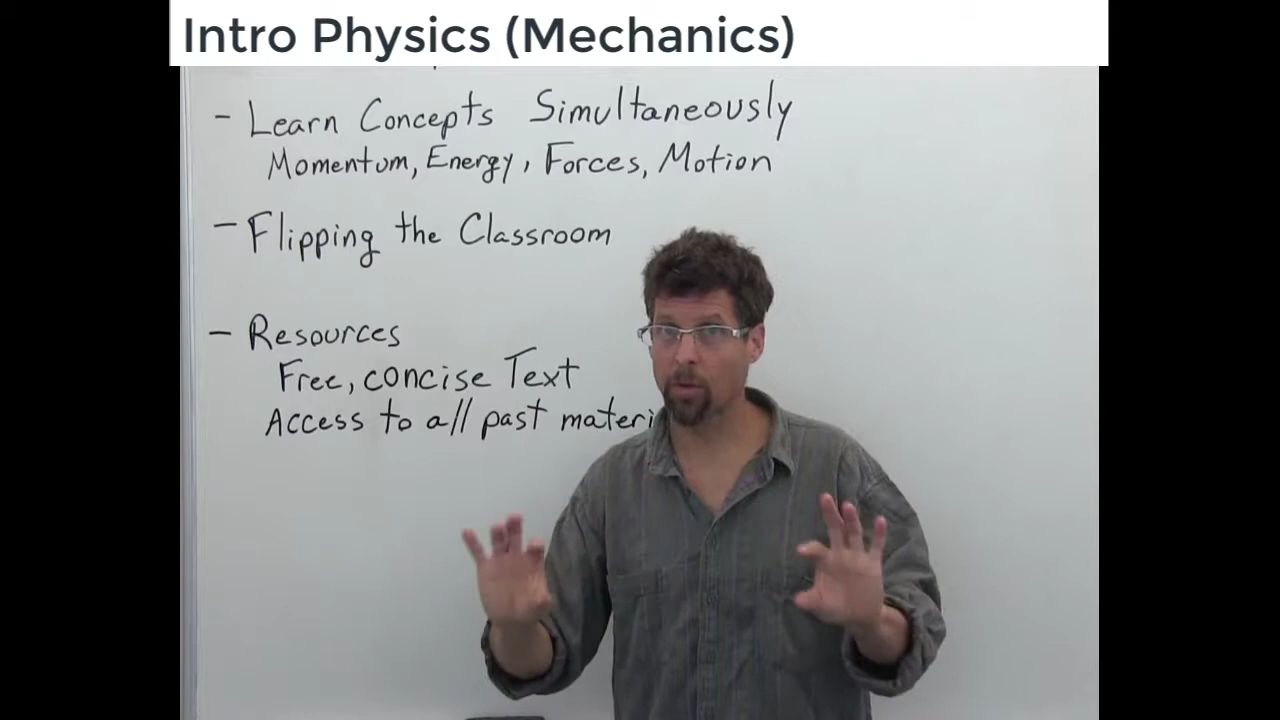 Intro Physics (Mechanics)
- Learn Concepts Simultaneously
Momentum, Energy, Forces, Motion
- Flipping the Classroom
- Resources
Free, concise Text
Access to all past materi